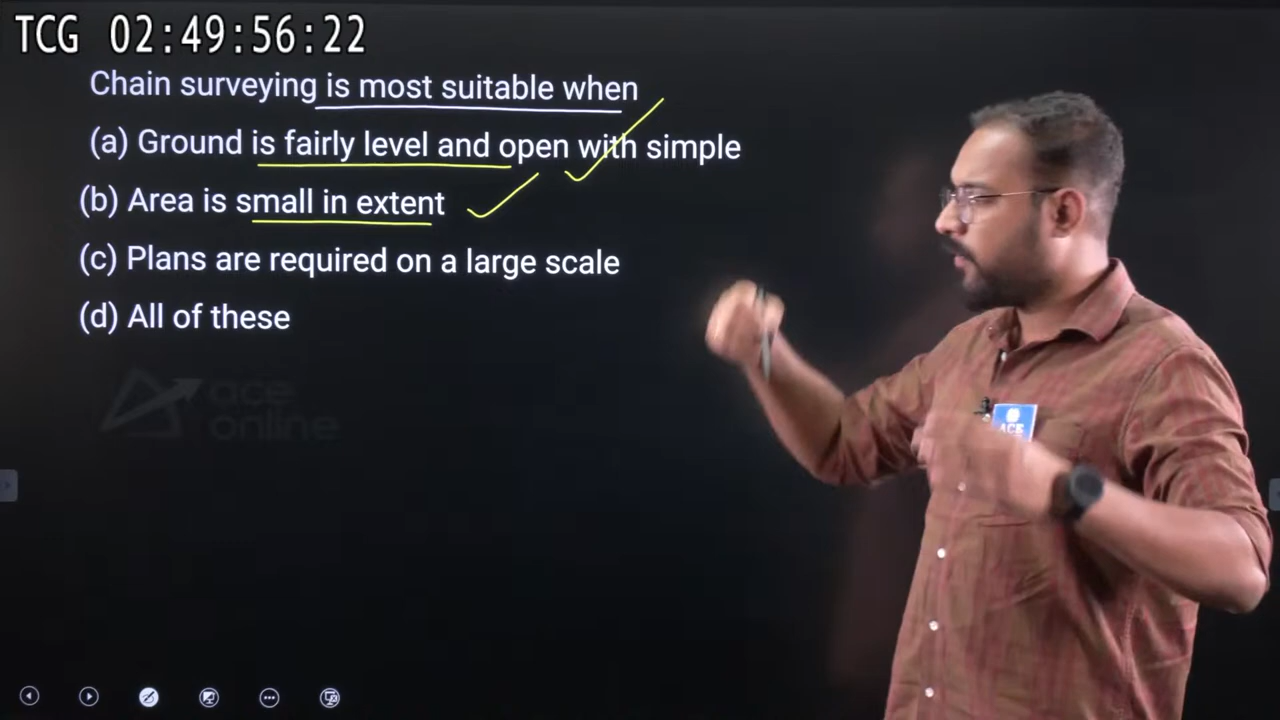 TCG 02:49:56:22
Chain surveying is most suitable when
(a) Ground is fairly level and open with simple
(b) Area is small in extent
(c) Plans are required on a large scale
(d) All of these
ace
online
ACE